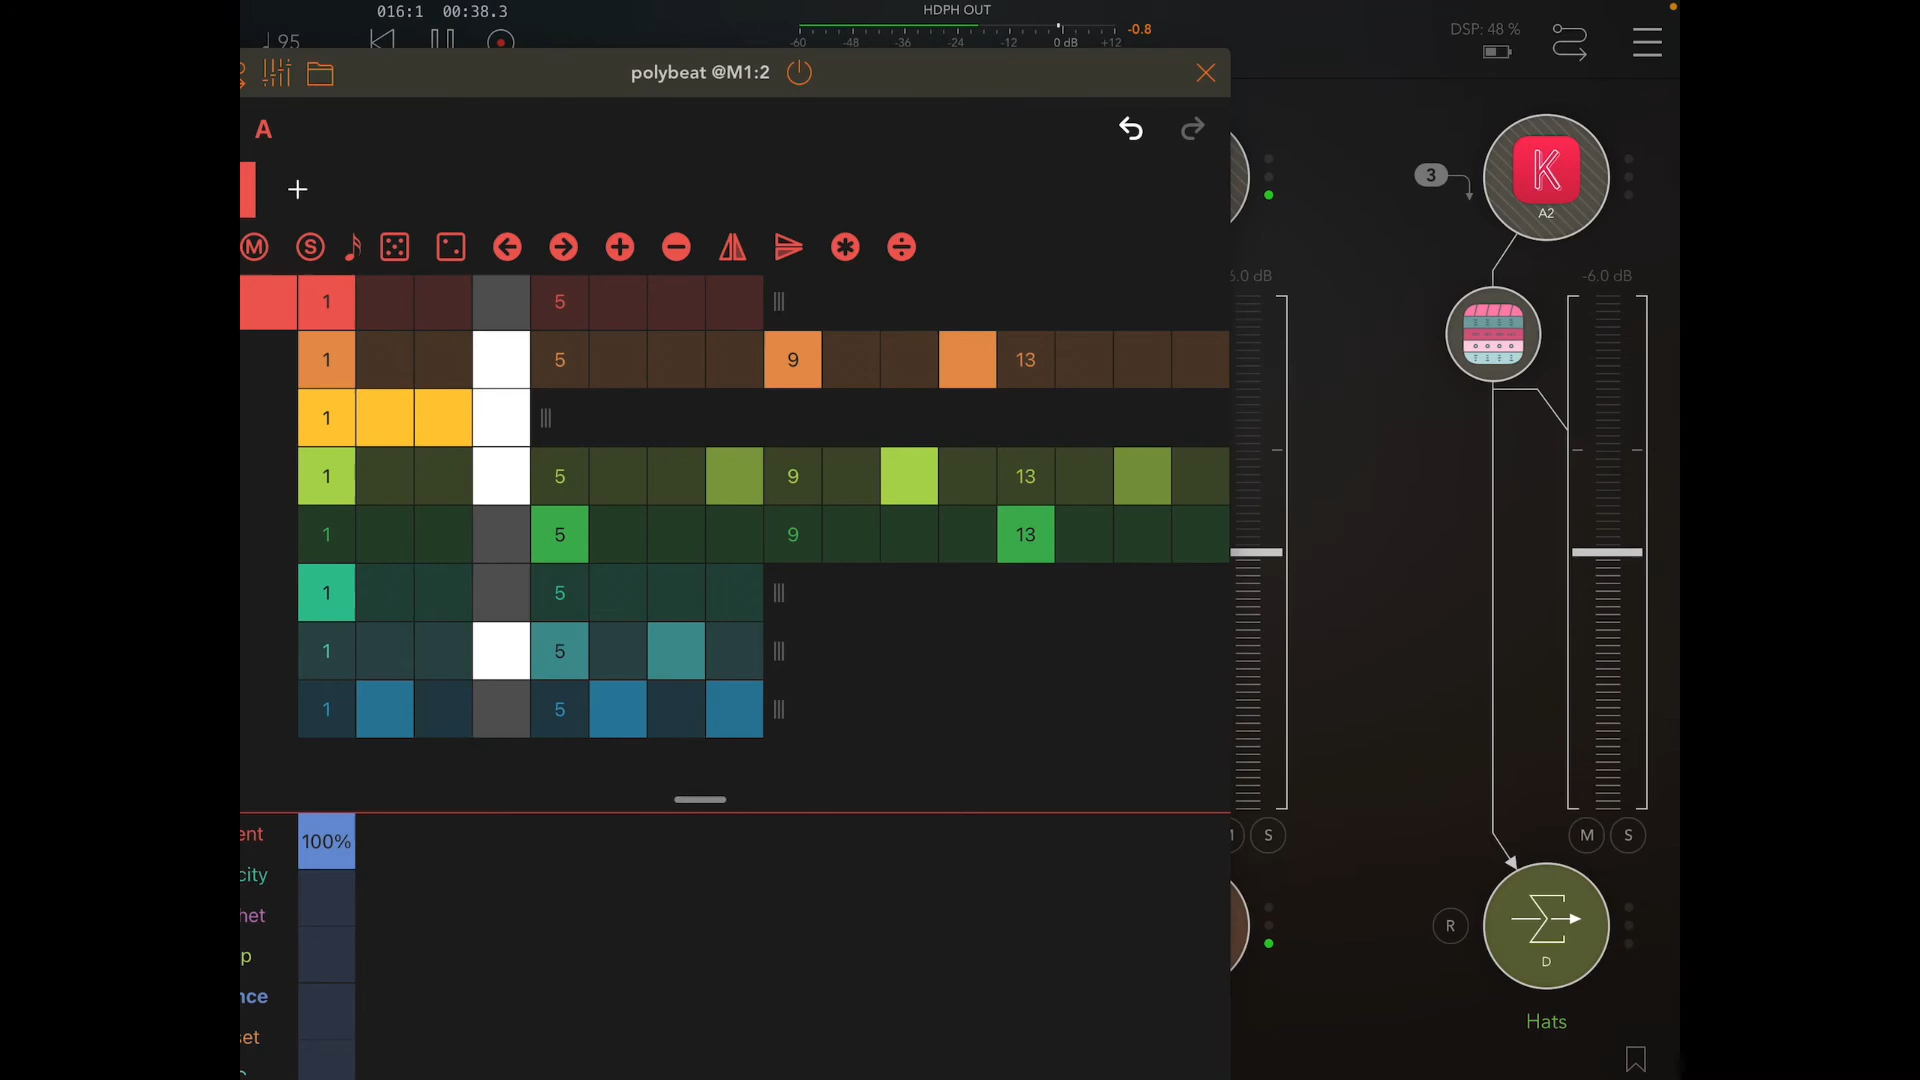 016:1 00:38.3
HDPH OUT
♩95
-60 -48 -36 -24 -12 0 dB +12
-0.8
DSP: 48 %
polybeat @M1:2
A
3
K
A2
M S
5.0 dB
-6.0 dB
1 5
1 5 9 13
1
1 5 9 13
1 5 9 13
1 5
1 5
1 5
ent
100%
city
het
p
nce
set
S
M S
R
D
Hats